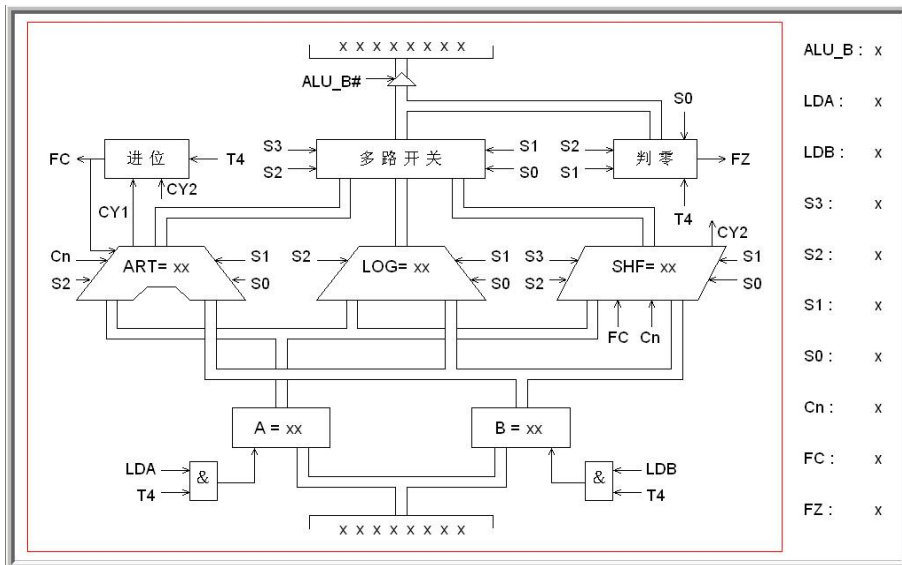 X X X X X X X X
ALU_B#
S0
FC 进 位 T4
S3 多 路 开 关 S1
S2 S0
S2 判 零 FZ
S1
CY1 CY2 T4
CY2
Cn ART= xx S1
S2 S0
S2 LOG= xx S1
S0
S3 SHF= xx S1
S2 S0
FC Cn
A = xx B = xx
LDA & & LDB
T4 T4
X X X X X X X X
ALU_B : x
LDA : x
LDB : x
S3 : x
S2 : x
S1 : x
S0 : x
Cn : x
FC : x
FZ : x